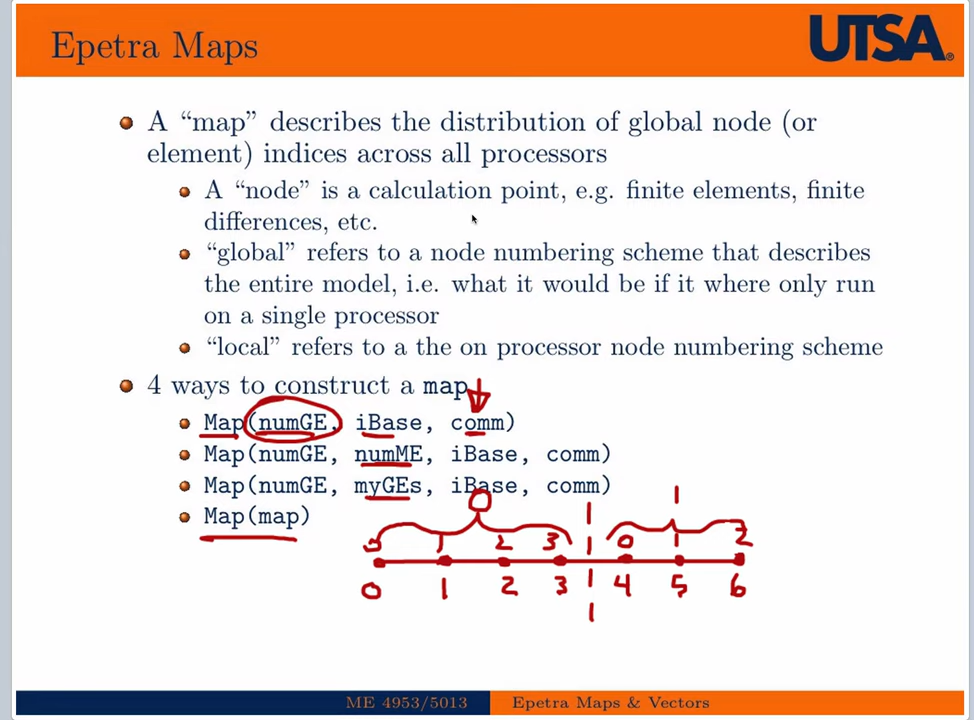 Epetra Maps
UTSA®
A “map” describes the distribution of global node (or
element) indices across all processors
A “node” is a calculation point, e.g. finite elements, finite
differences, etc.
“global” refers to a node numbering scheme that describes
the entire model, i.e. what it would be if it where only run
on a single processor
“local” refers to a the on processor node numbering scheme
4 ways to construct a map
Map(numGE, iBase, comm)
Map(numGE, numME, iBase, comm)
Map(numGE, myGEs, iBase, comm)
Map(map)
0 1
1 2 3 0 1 2
0 1 2 3 4 5 6
ME 4953/5013 Epetra Maps & Vectors